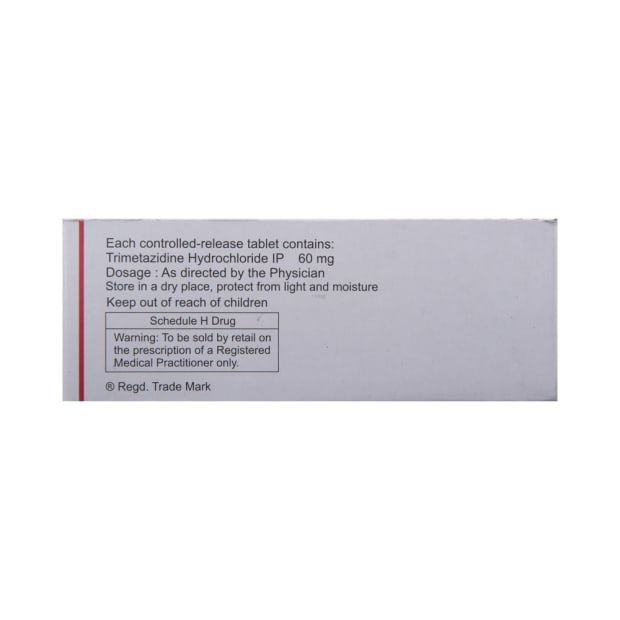 Each controlled-release tablet contains:
Trimetazidine Hydrochloride IP 60 mg
Dosage : As directed by the Physician
Store in a dry place, protect from light and moisture
Keep out of reach of children
Schedule H Drug
Warning: To be sold by retail on
the prescription of a Registered
Medical Practitioner only.
® Regd. Trade Mark